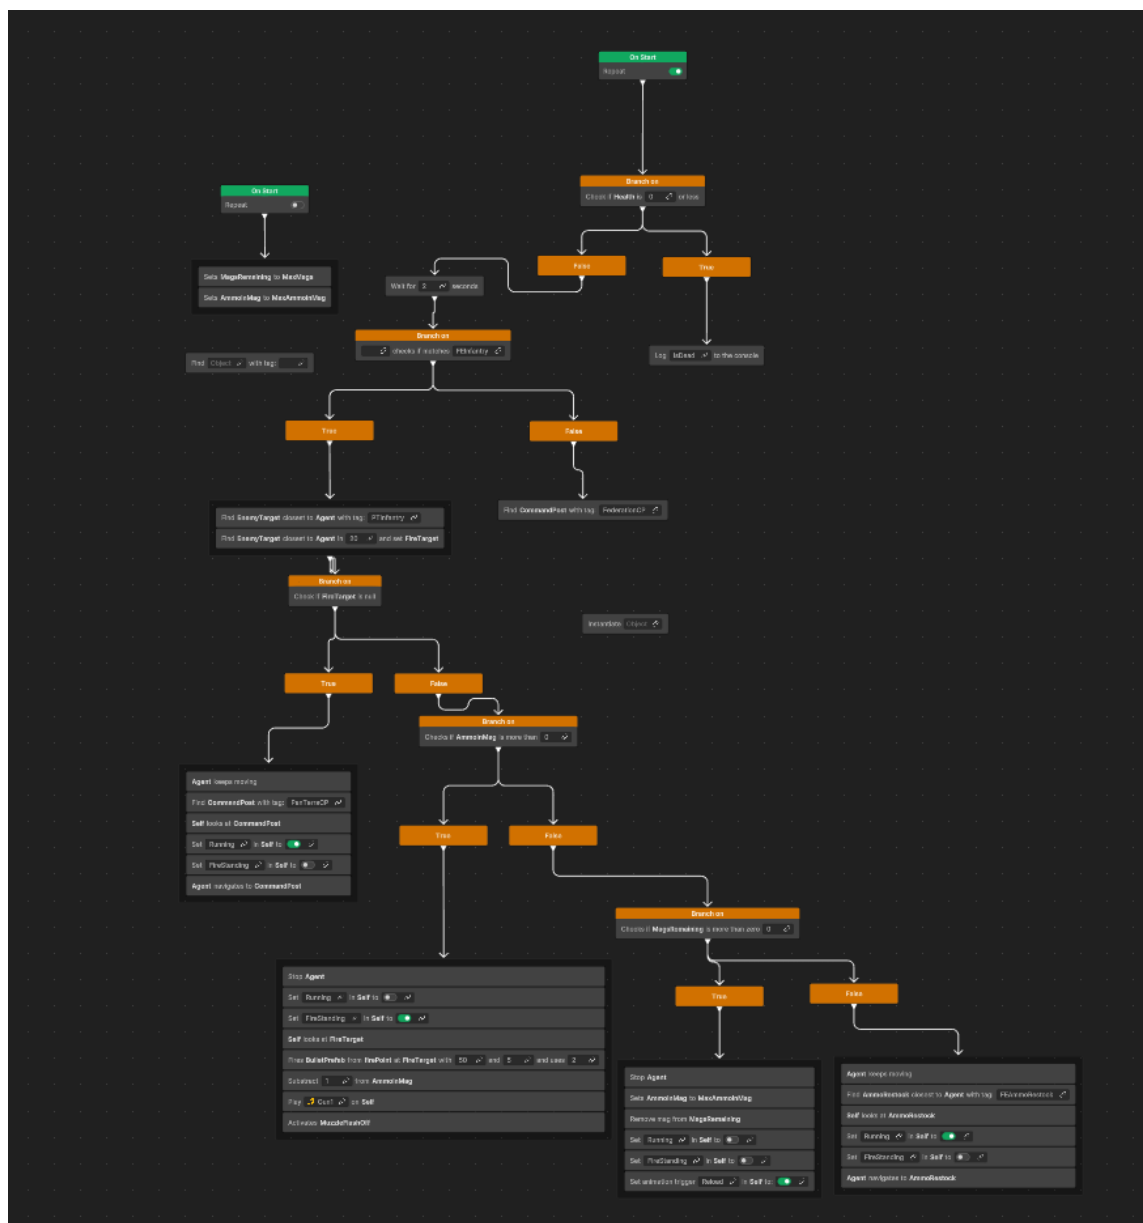 On Start
Repeat
Branch on
Check if Health is 0 or less
On Start
Repeat
False
True
Sets MagsRemaining to MaxMags
Sets AmmoInMag to MaxAmmoInMag
Wait for 2 seconds
Branch on
checks if matches FEInfantry
Log IsDead to the console
Find Object with tag:
True
False
Find EnemyTarget closest to Agent with tag: PTInfantry
Find EnemyTarget closest to Agent in 30 and set FireTarget
Find CommandPost with tag: FederationCP
Branch on
Check if FireTarget is null
Instantiate Object
True
False
Branch on
Checks if AmmoInMag is more than 0
Agent keeps moving
Find CommandPost with tag: PanTerraCP
Self looks at CommandPost
Set Running in Self to
Set FireStanding in Self to
Agent navigates to CommandPost
True
False
Branch on
Checks if MagsRemaining is more than zero 0
True
False
Stop Agent
Set Running in Self to
Set FireStanding in Self to
Self looks at FireTarget
Fires BulletPrefab from firePoint at FireTarget with 50 and 5 and uses 2
Substract 1 from AmmoInMag
Play Gun1 on Self
Activates MuzzleFlashOff
Stop Agent
Sets AmmoInMag to MaxAmmoInMag
Remove mag from MagsRemaining
Set Running in Self to
Set FireStanding in Self to
Set animation trigger Reload in Self to:
Agent keeps moving
Find AmmoRestock closest to Agent with tag: FEAmmoRestock
Self looks at AmmoRestock
Set Running in Self to
Set FireStanding in Self to
Agent navigates to AmmoRestock